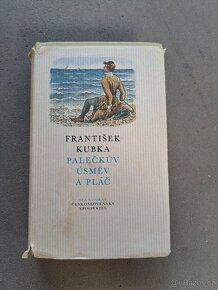 FRANTIŠEK
KUBKA
PALEČKŮV
ÚSMĚV
A PLÁČ
ČESKOSLOVENSKÝ
SPISOVATEL